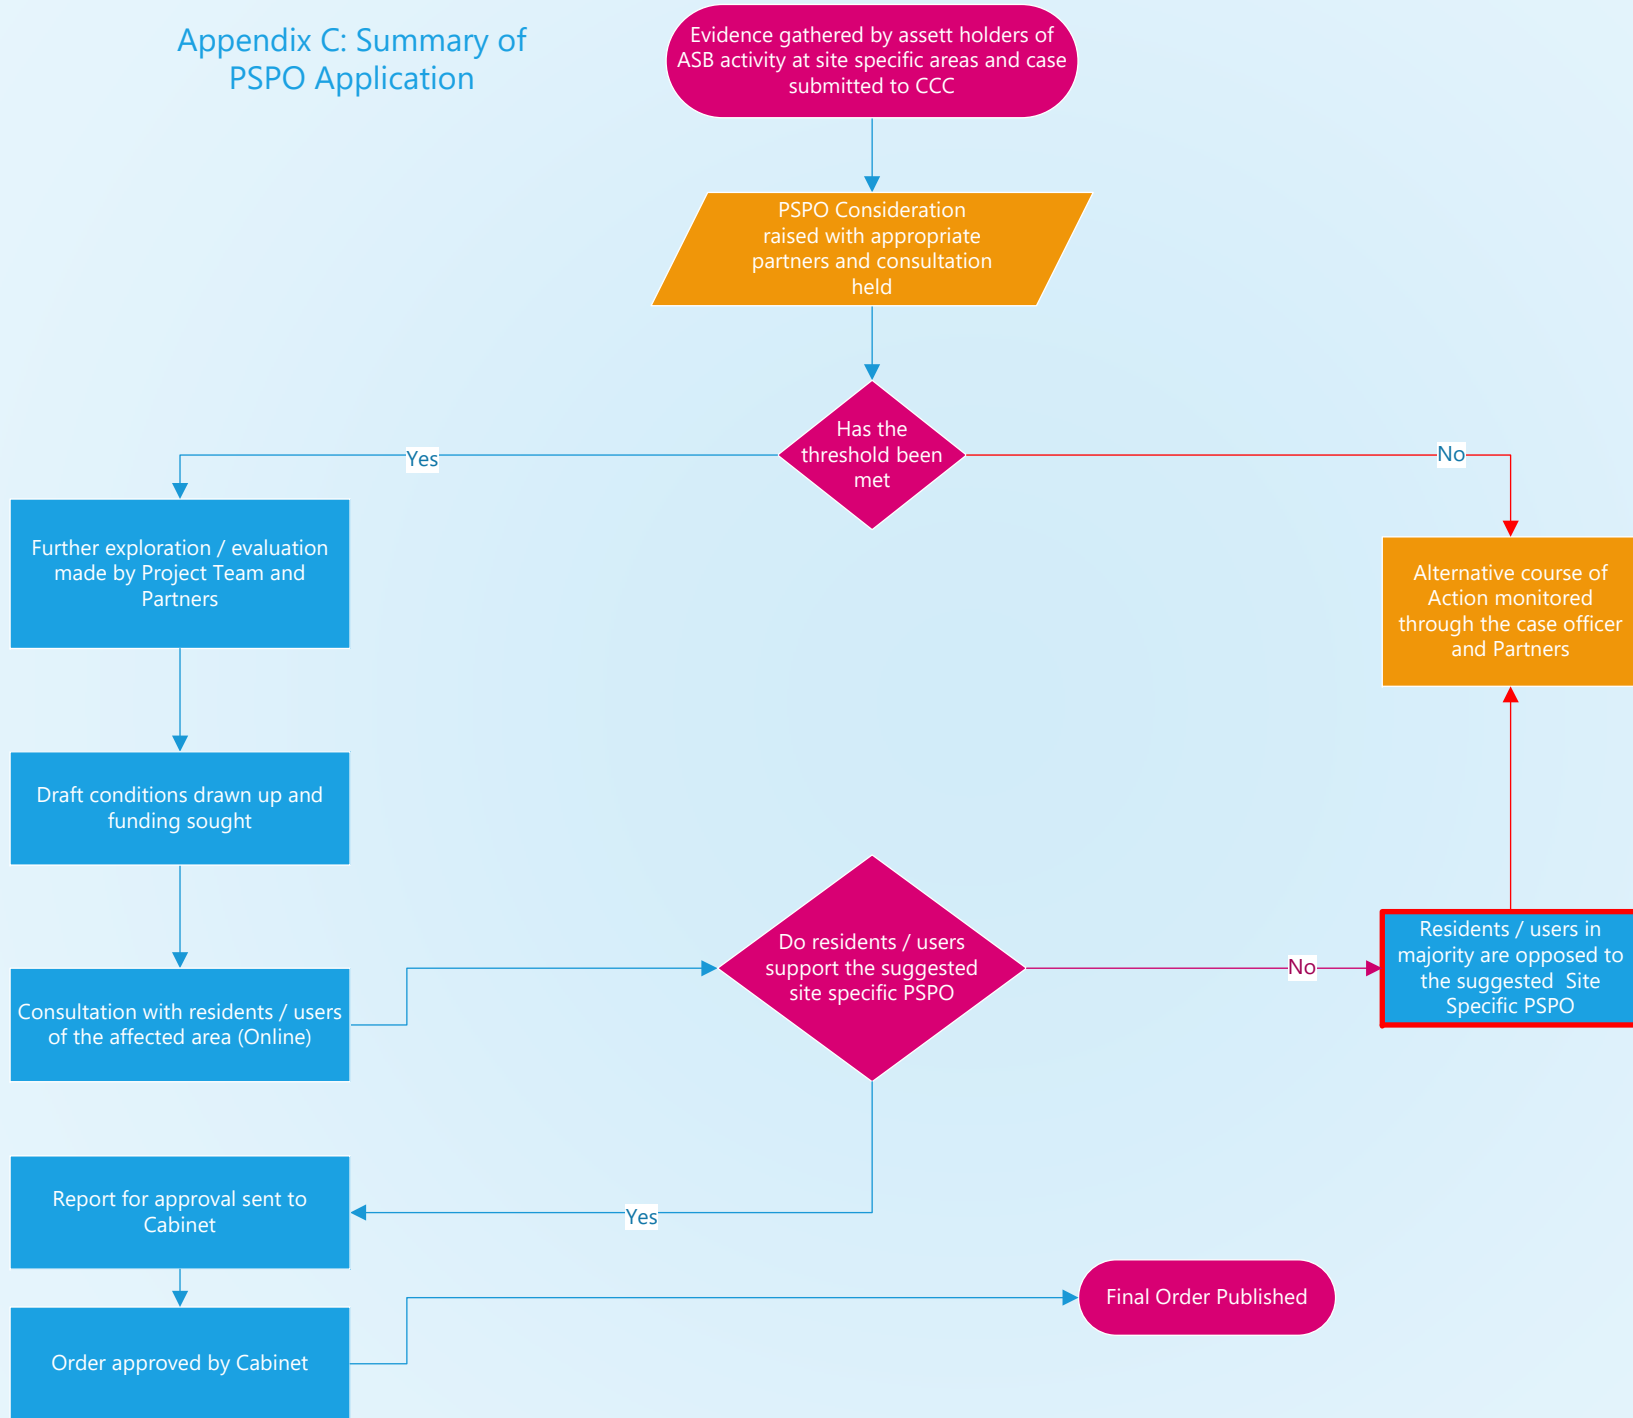 Appendix C: Summary of
PSPO Application
Evidence gathered by assett holders of
ASB activity at site specific areas and case
submitted to CCC
PSPO Consideration
raised with appropriate
partners and consultation
held
Has the
threshold been
met
Yes
No
Further exploration / evaluation
made by Project Team and
Partners
Alternative course of
Action monitored
through the case officer
and Partners
Draft conditions drawn up and
funding sought
Consultation with residents / users
of the affected area (Online)
Do residents / users
support the suggested
site specific PSPO
No
Residents / users in
majority are opposed to
the suggested  Site
Specific PSPO
Yes
Report for approval sent to
Cabinet
Order approved by Cabinet
Final Order Published